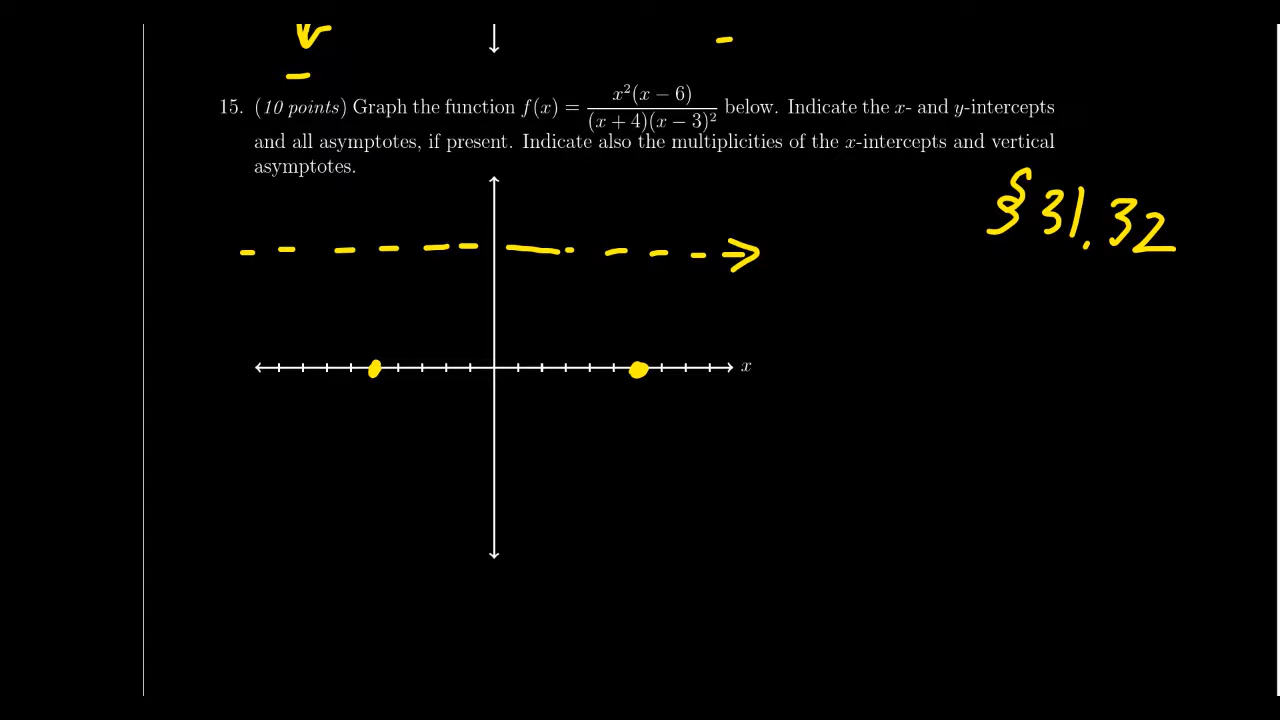 15. (10 points) Graph the function f(x) = x²(x − 6) / (x + 4)(x − 3)² below. Indicate the x- and y-intercepts
and all asymptotes, if present. Indicate also the multiplicities of the x-intercepts and vertical
asymptotes.
§ 31.32
x